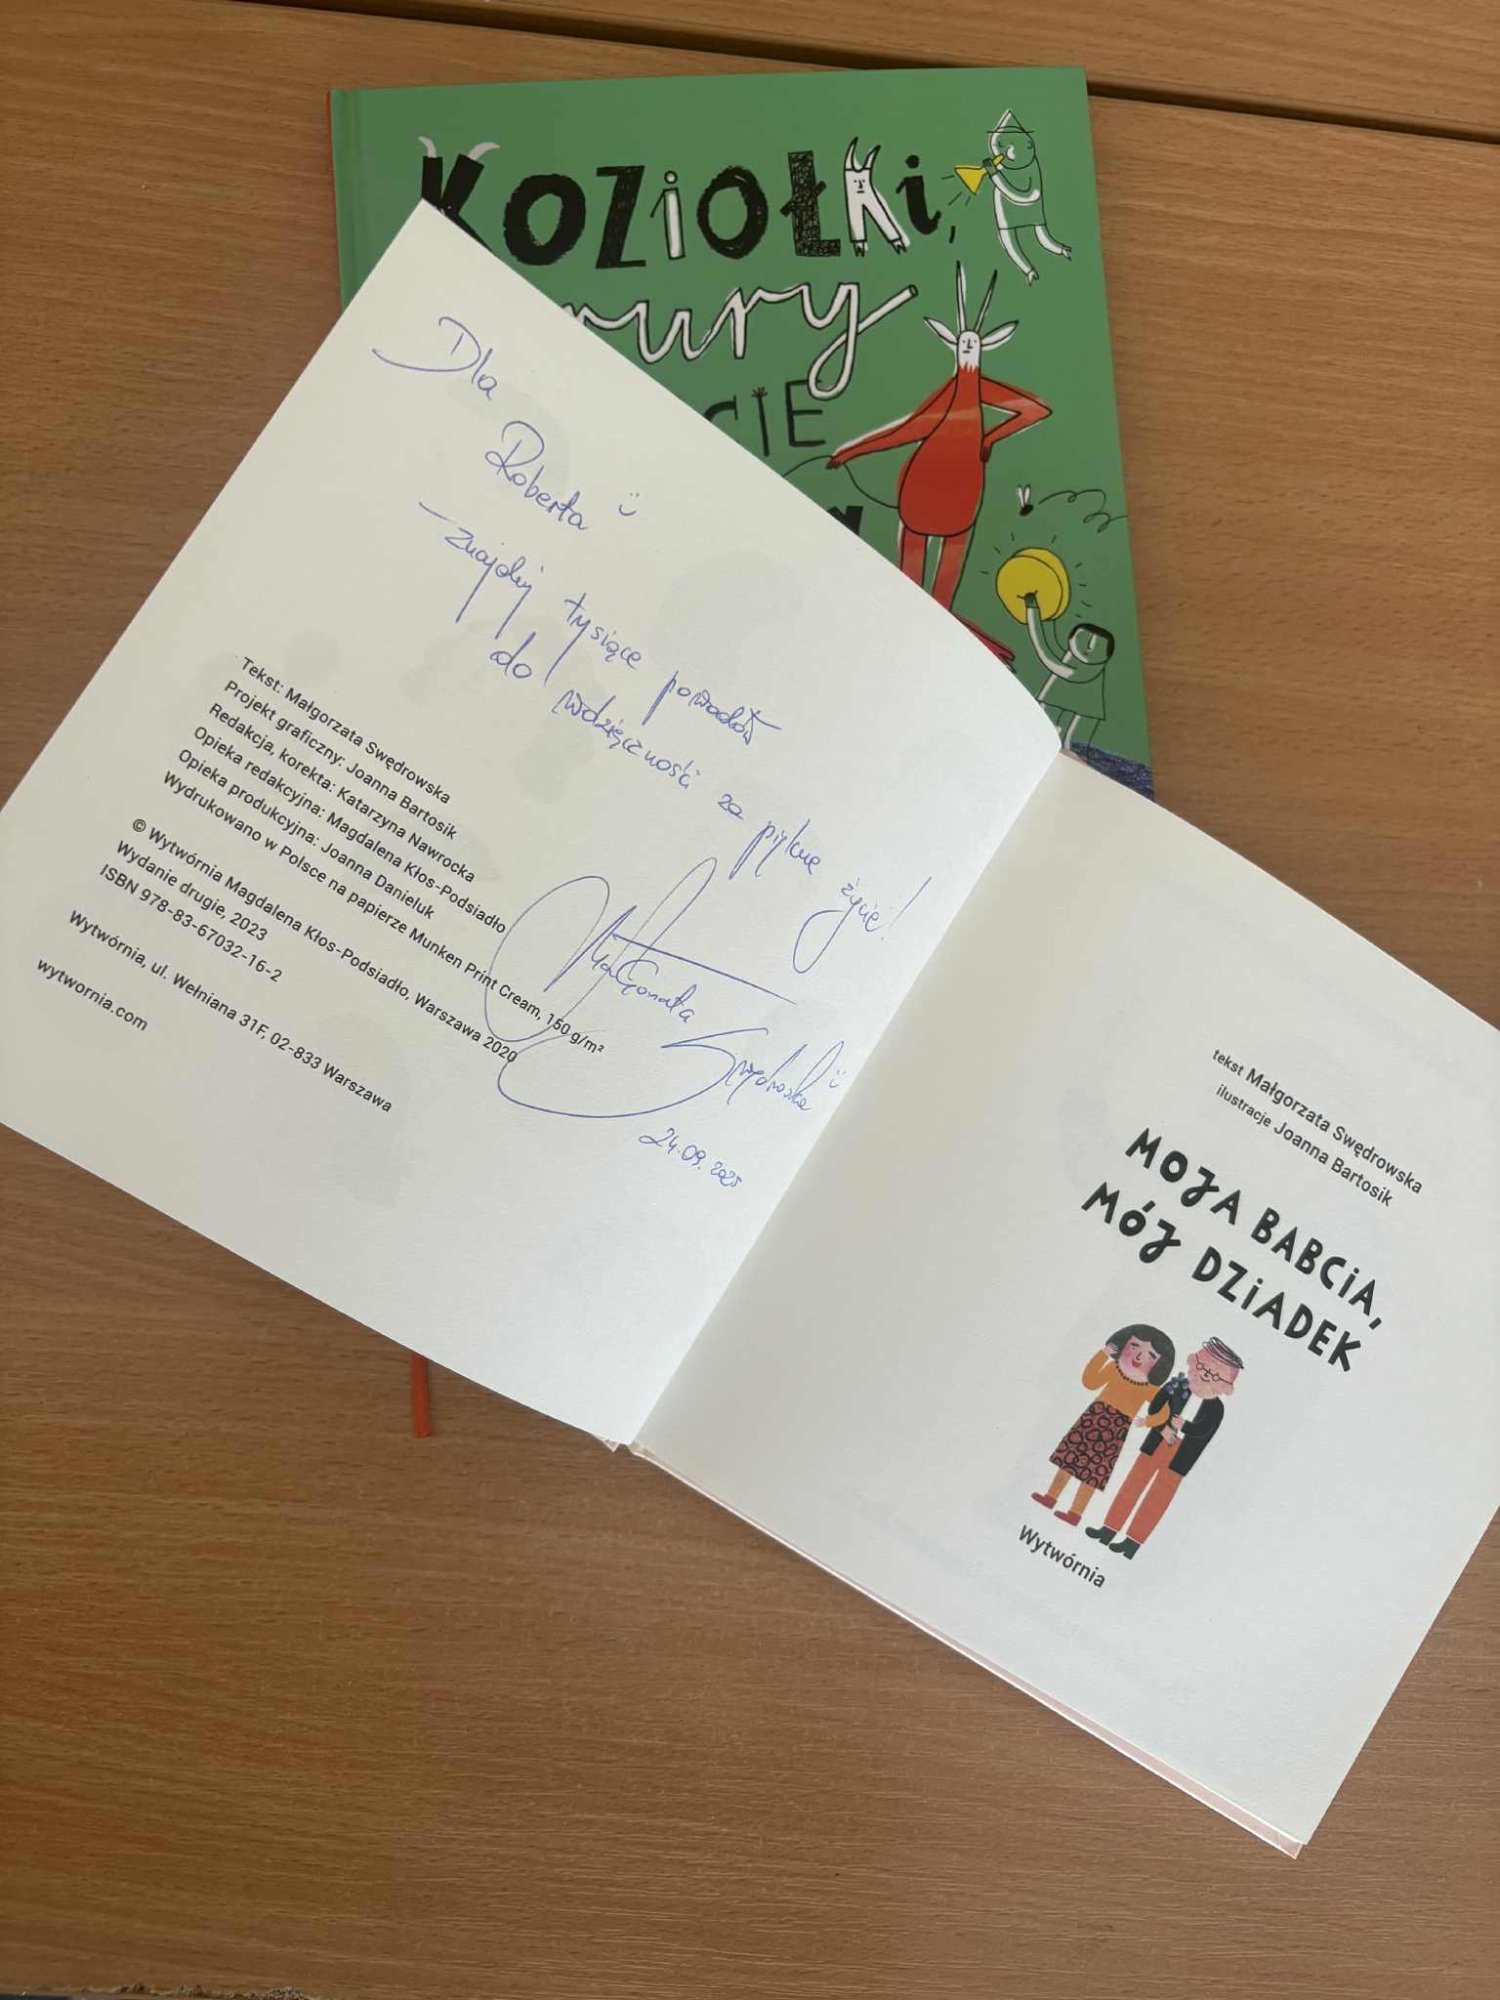 KOZiOŁKi,
CIE
Dla
Roberta
- znajduj tysiące powodów
do wdzięczności za piękne życie!
Małgorzata
Swędrowska
24.09.2025
Tekst: Małgorzata Swędrowska
Projekt graficzny: Joanna Bartosik
Redakcja, korekta: Katarzyna Nawrocka
Opieka redakcyjna: Magdalena Kłos-Podsiadło
Opieka produkcyjna: Joanna Danieluk
Wydrukowano w Polsce na papierze Munken Print Cream, 150 g/m²
© Wytwórnia Magdalena Kłos-Podsiadło, Warszawa 2020
Wydanie drugie, 2023
ISBN 978-83-67032-16-2
Wytwórnia, ul. Wełniana 31F, 02-833 Warszawa
wytwornia.com
tekst Małgorzata Swędrowska
ilustracje Joanna Bartosik
MOJA BABCiA,
MÓJ DZiADEK
Wytwórnia